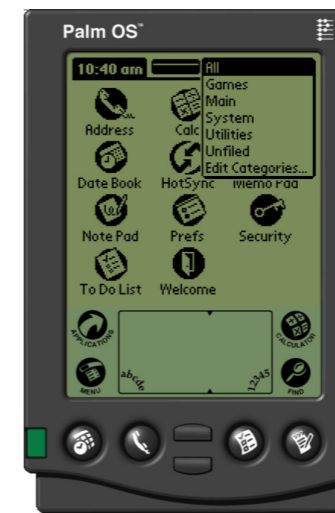 Palm OS™
10:40 am
All
Games
Main
System
Utilities
Unfiled
Edit Categories...
Address
Calc
Date Book
HotSync
Memo Pad
Note Pad
Prefs
Security
To Do List
Welcome
APPLICATIONS
CALCULATOR
MENU
abcde
12345
FIND